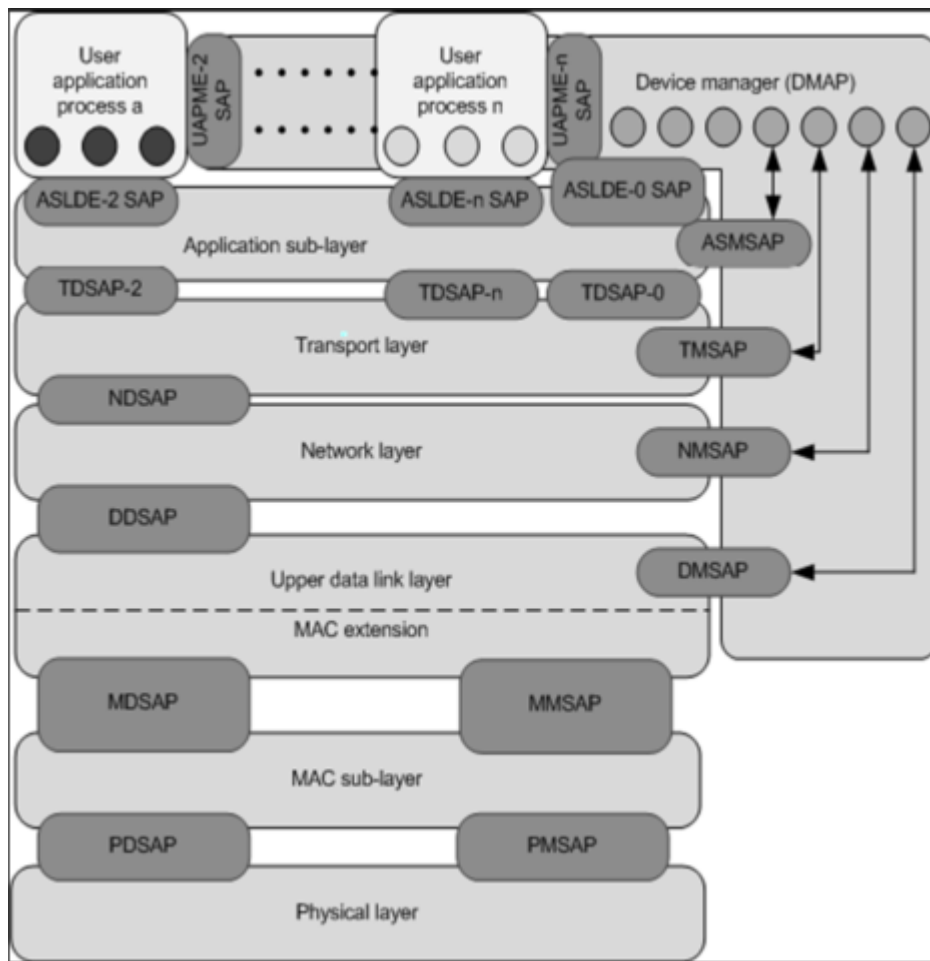 User
application
process a
UAPME-2
SAP
User
application
process n
UAPME-n
SAP
Device manager (DMAP)
ASLDE-2 SAP
ASLDE-n SAP
ASLDE-0 SAP
Application sub-layer
ASMSAP
TDSAP-2
TDSAP-n
TDSAP-0
Transport layer
TMSAP
NDSAP
Network layer
NMSAP
DDSAP
Upper data link layer
DMSAP
MAC extension
MDSAP
MMSAP
MAC sub-layer
PDSAP
PMSAP
Physical layer